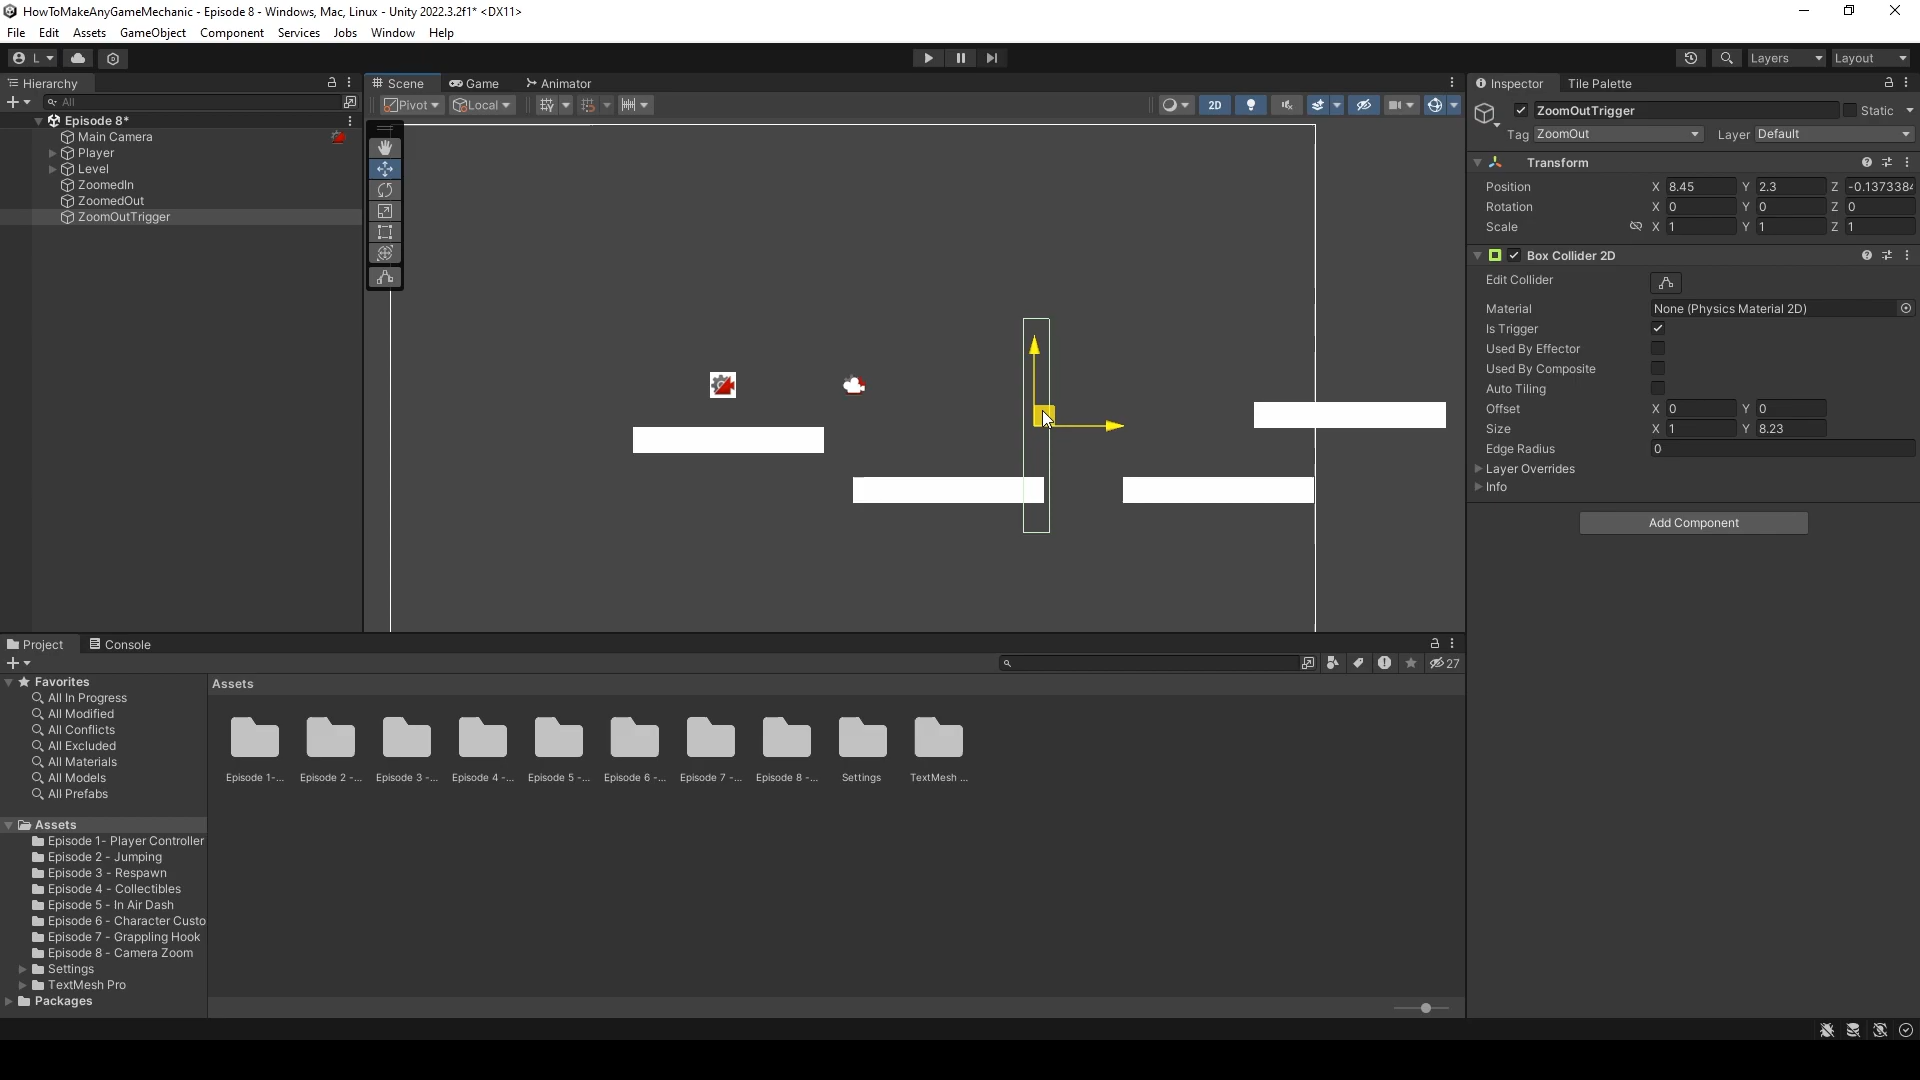 HowToMakeAnyGameMechanic - Episode 8 - Windows, Mac, Linux - Unity 2022.3.2f1* <DX11>
File Edit Assets GameObject Component Services Jobs Window Help
L
Layers Layout
Hierarchy
All
Episode 8*
Main Camera
Player
Level
ZoomedIn
ZoomedOut
ZoomOutTrigger
Scene Game Animator
Pivot Local 2D
Inspector Tile Palette
ZoomOutTrigger Static
Tag ZoomOut Layer Default
Transform
Position X 8.45 Y 2.3 Z -0.1373384
Rotation X 0 Y 0 Z 0
Scale X 1 Y 1 Z 1
Box Collider 2D
Edit Collider
Material None (Physics Material 2D)
Is Trigger
Used By Effector
Used By Composite
Auto Tiling
Offset X 0 Y 0
Size X 1 Y 8.23
Edge Radius 0
Layer Overrides
Info
Add Component
Project Console
27
Favorites
All In Progress
All Modified
All Conflicts
All Excluded
All Materials
All Models
All Prefabs
Assets
Episode 1- Player Controller
Episode 2 - Jumping
Episode 3 - Respawn
Episode 4 - Collectibles
Episode 5 - In Air Dash
Episode 6 - Character Custo
Episode 7 - Grappling Hook
Episode 8 - Camera Zoom
Settings
TextMesh Pro
Packages
Assets
Episode 1-... Episode 2 -... Episode 3 -... Episode 4 -... Episode 5 -... Episode 6 -... Episode 7 -... Episode 8 -... Settings TextMesh ...